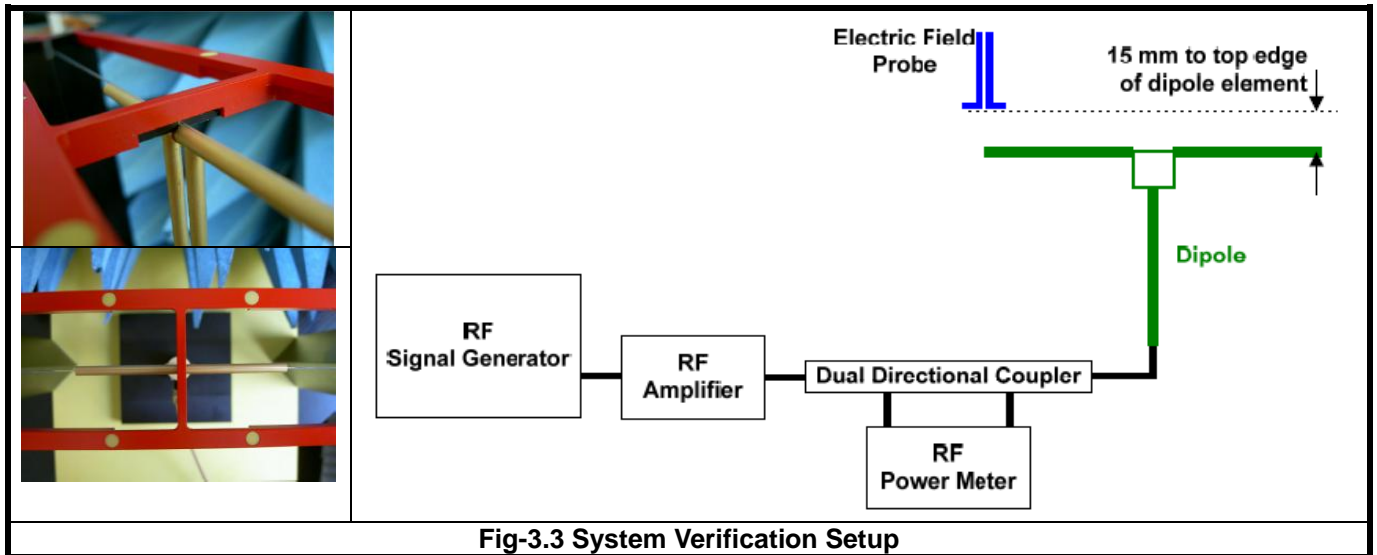 Electric Field
Probe
15 mm to top edge
of dipole element
Dipole
RF
Signal Generator
RF
Amplifier
Dual Directional Coupler
RF
Power Meter
Fig-3.3 System Verification Setup